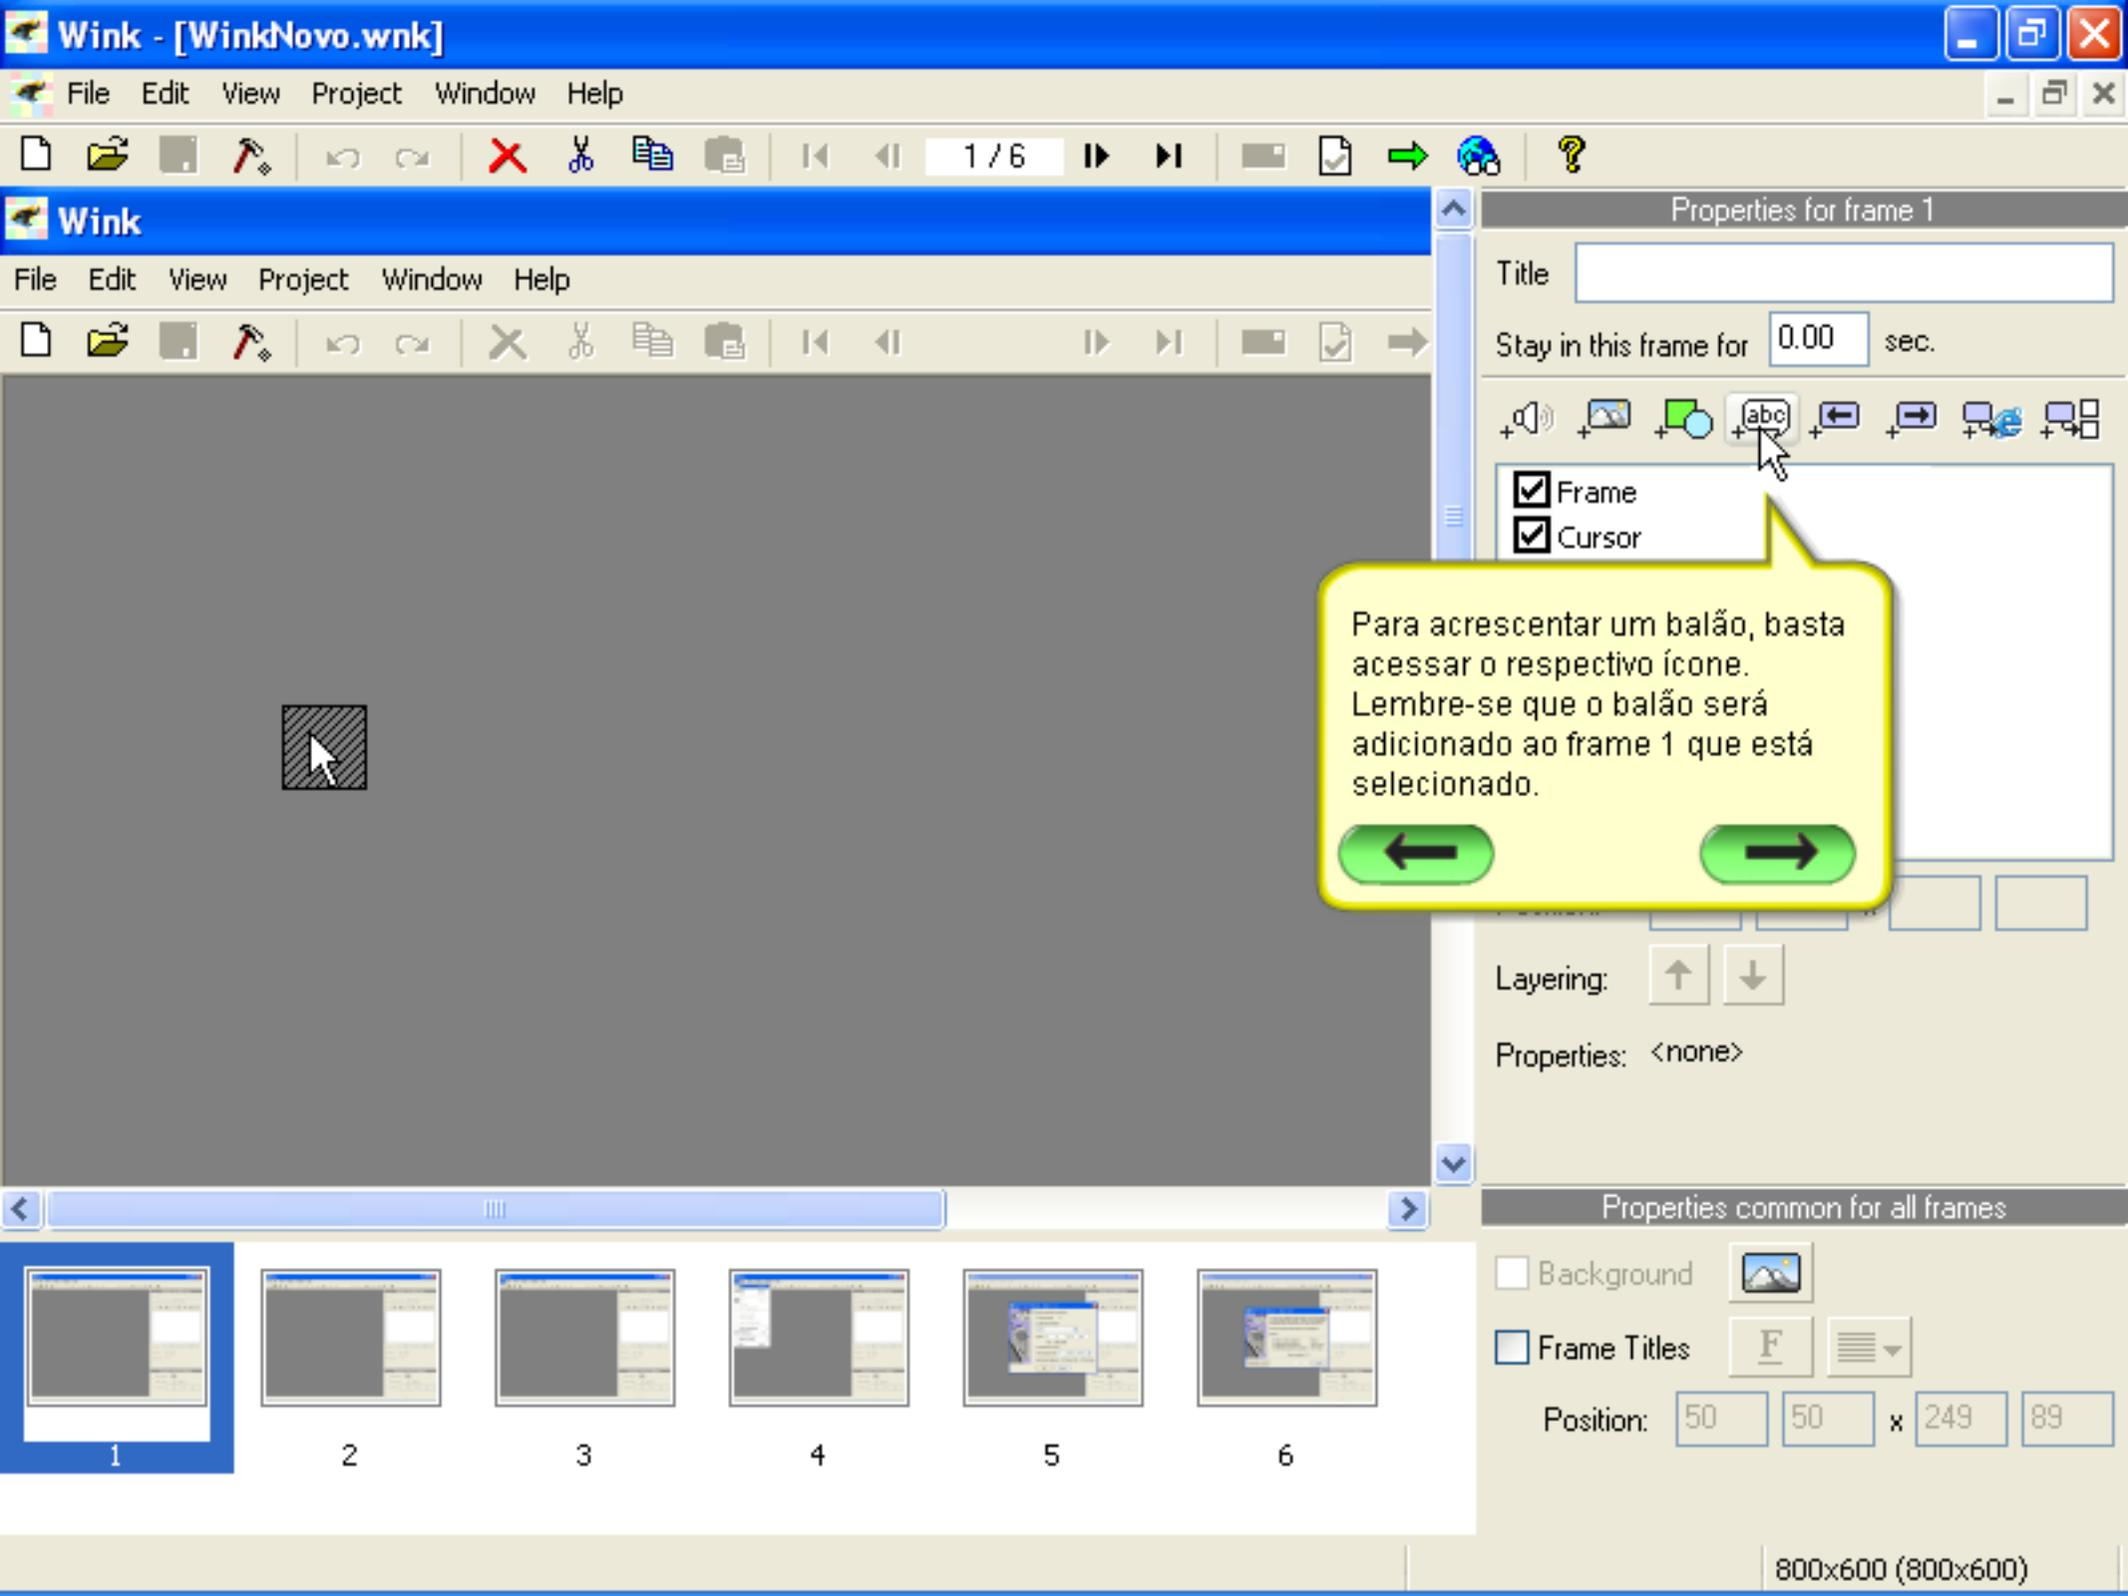 Wink - [WinkNovo.wnk]
File Edit View Project Window Help
1 / 6
Wink
File Edit View Project Window Help
Properties for frame 1
Title
Stay in this frame for 0.00 sec.
abc
Frame
Cursor
Para acrescentar um balão, basta
acessar o respectivo ícone.
Lembre-se que o balão será
adicionado ao frame 1 que está
selecionado.
Layering:
Properties: <none>
Properties common for all frames
Background
Frame Titles F
Position: 50 50 x 249 89
1 2 3 4 5 6
800x600 (800x600)